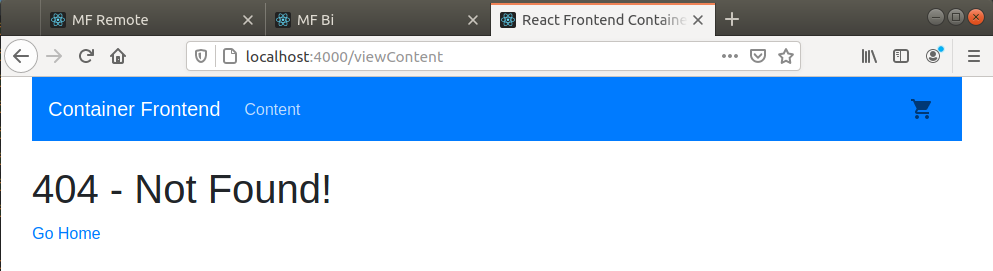 MF Remote
MF Bi
React Frontend Containe
localhost:4000/viewContent
Container Frontend Content
404 - Not Found!
Go Home